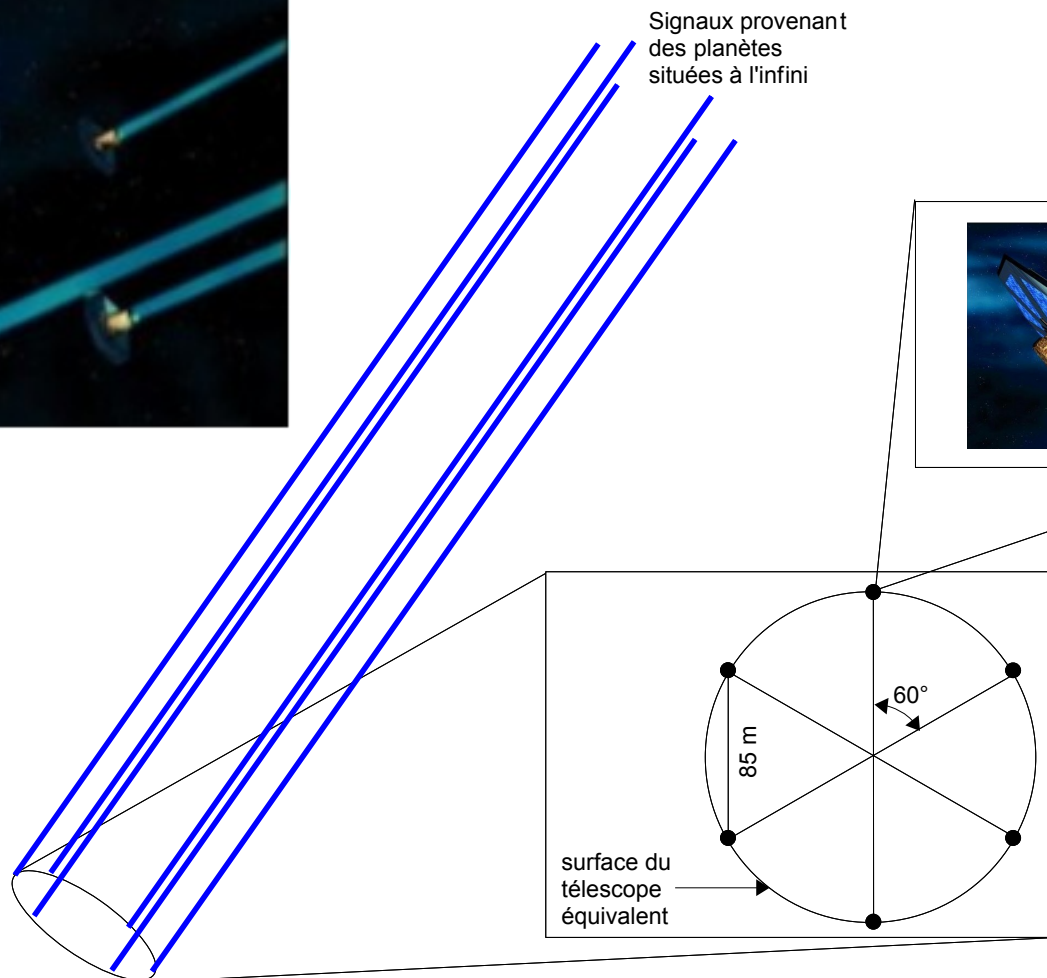 Signaux provenant
des planètes
situées à l'infini
60°
85 m
surface du
télescope
équivalent